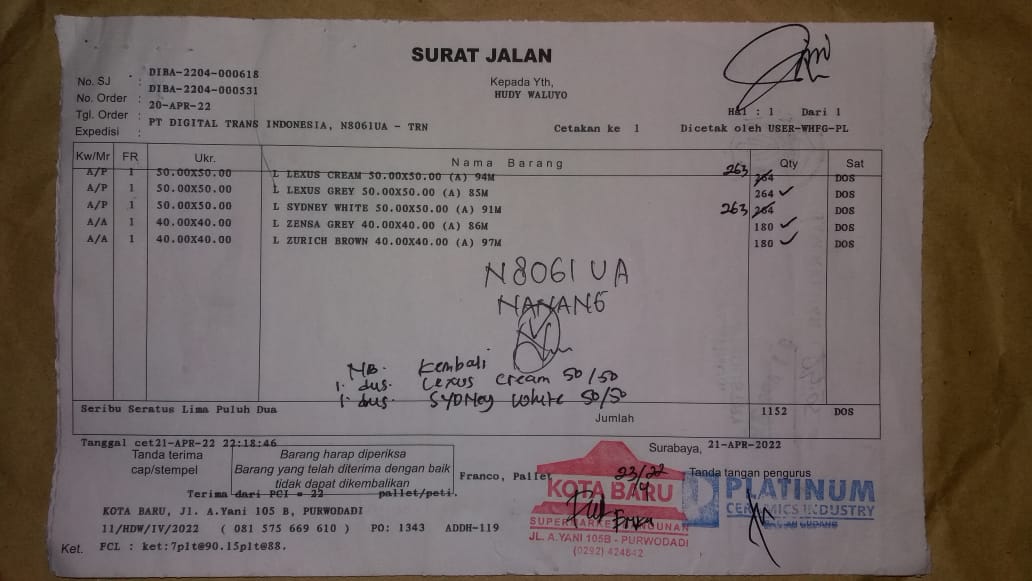 SURAT JALAN
No. SJ : DIBA-2204-000618
No. Order : DIBA-2204-000531
Tgl. Order : 20-APR-22
Expedisi : PT DIGITAL TRANS INDONESIA, N8061UA - TRN
Kepada Yth,
HUDY WALUYO
Cetakan ke 1
Hal : 1 Dari 1
Dicetak oleh USER-WHFG-PL
Kw/Mr FR Ukr. Nama Barang Qty Sat
A/P 1 50.00X50.00 L LEXUS CREAM 50.00X50.00 (A) 94M 263 264 DOS
A/P 1 50.00X50.00 L LEXUS GREY 50.00X50.00 (A) 85M 264 ✓ DOS
A/P 1 50.00X50.00 L SYDNEY WHITE 50.00X50.00 (A) 91M 263 264 DOS
A/A 1 40.00X40.00 L ZENSA GREY 40.00X40.00 (A) 86M 180 ✓ DOS
A/A 1 40.00X40.00 L ZURICH BROWN 40.00X40.00 (A) 97M 180 ✓ DOS
N8061 UA
NANANG
NB. Kembali
1. dus. Lexus cream 50/50
1. dus. SYDNEY white 50/50
Seribu Seratus Lima Puluh Dua
Jumlah 1152 DOS
Tanggal cet21-APR-22 22:18:46
Surabaya, 21-APR-2022
Tanda terima
cap/stempel
Barang harap diperiksa
Barang yang telah diterima dengan baik
tidak dapat dikembalikan
Franco, Pallet
Tanda tangan pengurus
Terima dari PCI = 22 pallet/peti.
23/22
4
KOTA BARU
SUPERMARKET BANGUNAN
JL. A.YANI 105B - PURWODADI
(0292) 424642
PLATINUM
CERAMICS INDUSTRY
KOTA BARU, Jl. A.Yani 105 B, PURWODADI
11/HDW/IV/2022 ( 081 575 669 610 ) PO: 1343 ADDH-119
Ket. FCL : ket:7plt@90.15plt@88.